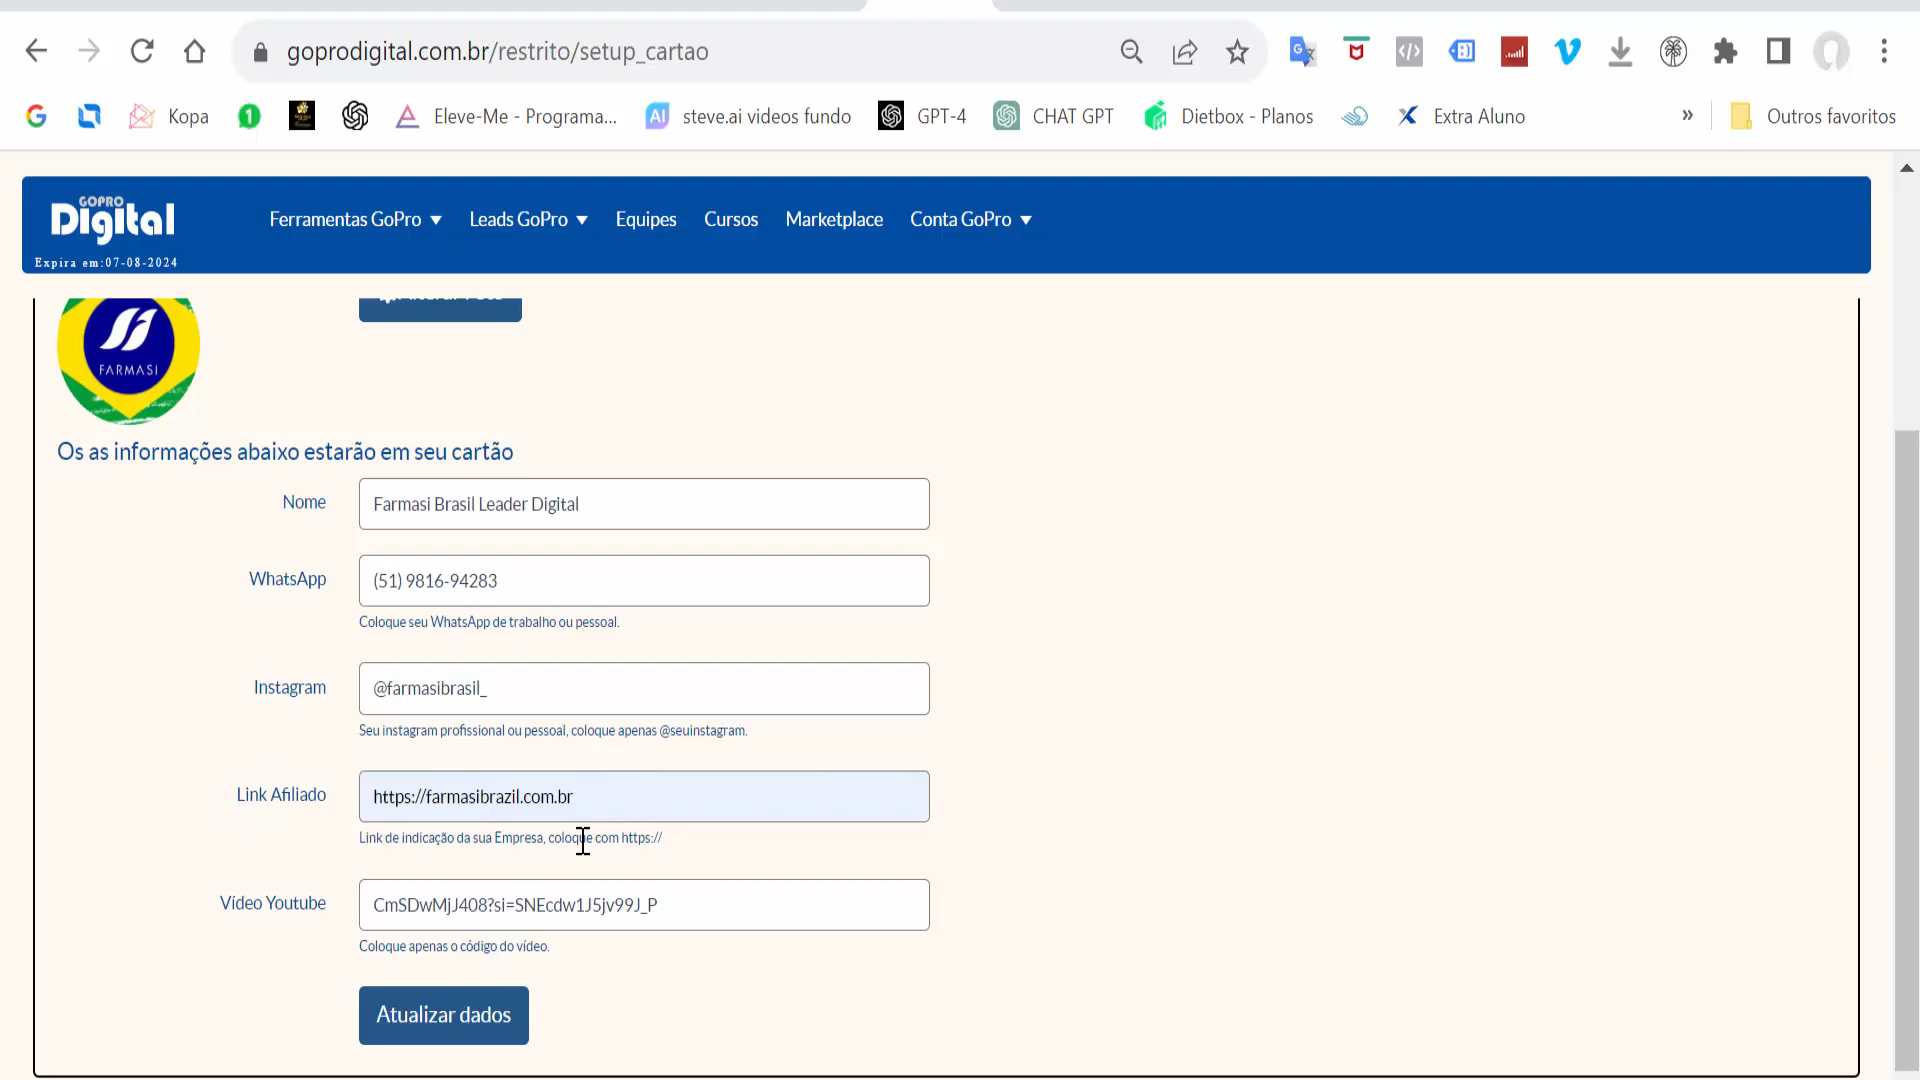 goprodigital.com.br/restrito/setup_cartao
Kopa
Eleve-Me - Programa...
AI
steve.ai videos fundo
GPT-4
CHAT GPT
Dietbox - Planos
Extra Aluno
»
Outros favoritos
GOPRO
Digital
Expira em:07-08-2024
Ferramentas GoPro
Leads GoPro
Equipes
Cursos
Marketplace
Conta GoPro
FARMASI
Os as informações abaixo estarão em seu cartão
Nome
Farmasi Brasil Leader Digital
WhatsApp
(51) 9816-94283
Coloque seu WhatsApp de trabalho ou pessoal.
Instagram
@farmasibrasil_
Seu instagram profissional ou pessoal, coloque apenas @seuinstagram.
Link Afiliado
https://farmasibrazil.com.br
Link de indicação da sua Empresa, coloque com https://
Vídeo Youtube
CmSDwMjJ408?si=SNEcdw1J5jv99J_P
Coloque apenas o código do vídeo.
Atualizar dados